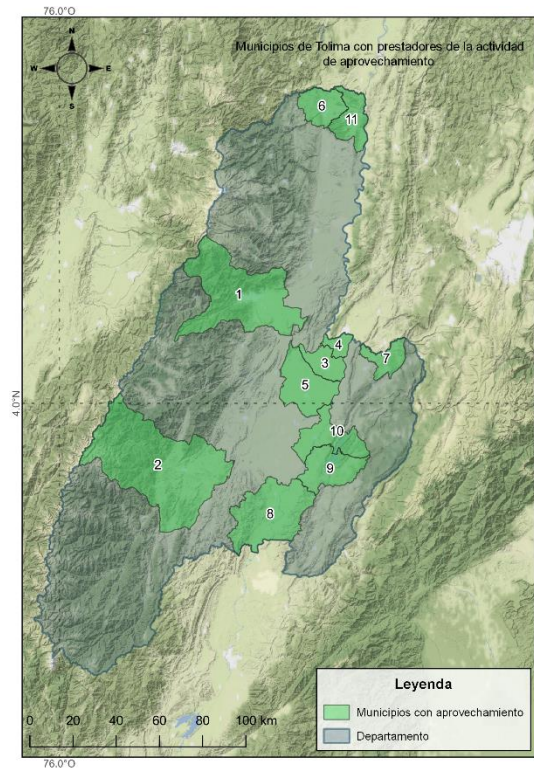 76.0°O
N
W
E
S
Municipios de Tolima con prestadores de la actividad
de aprovechamiento
6
11
1
4
3
7
5
4.0°N
10
2
9
8
Leyenda
Municipios con aprovechamiento
Departamento
0 20 40 60 80 100 km
76.0°O